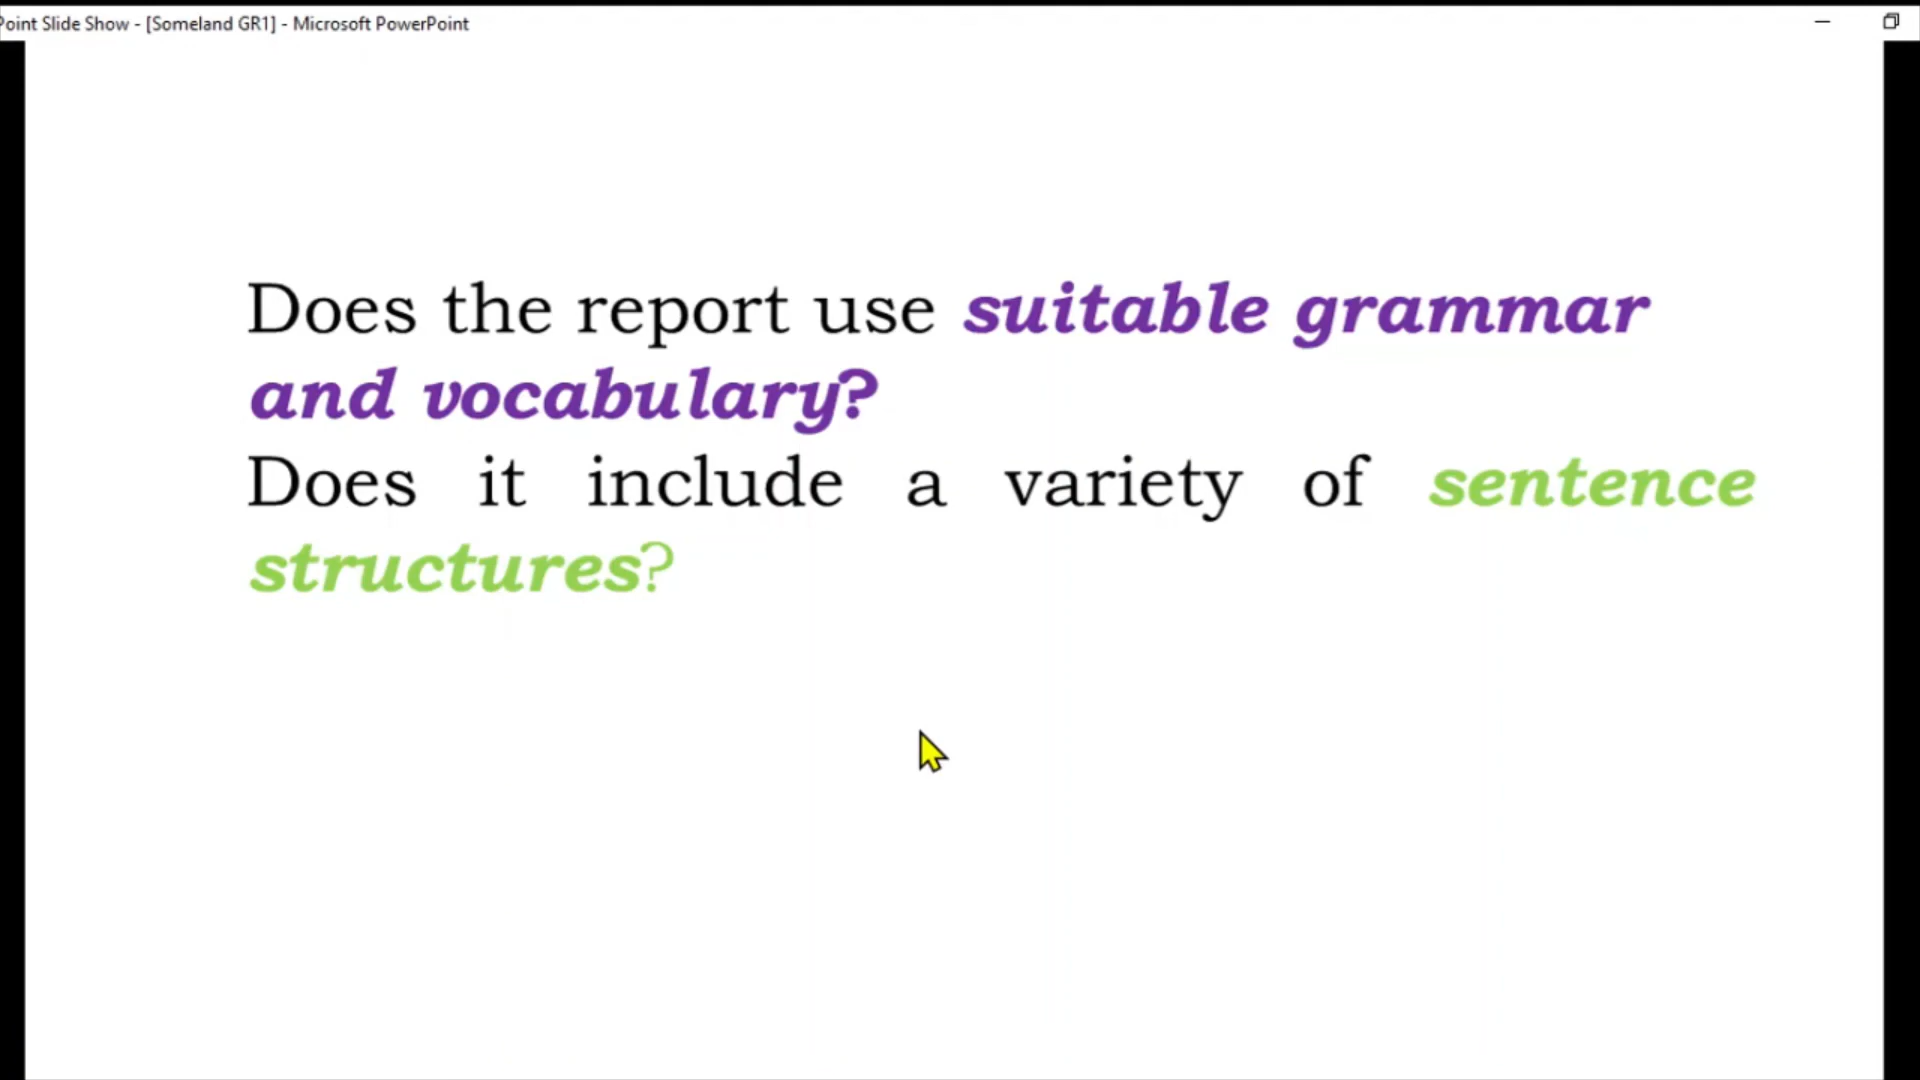 Point Slide Show - [Someland GR1] - Microsoft PowerPoint
Does the report use suitable grammar
and vocabulary?
Does it include a variety of sentence
structures?